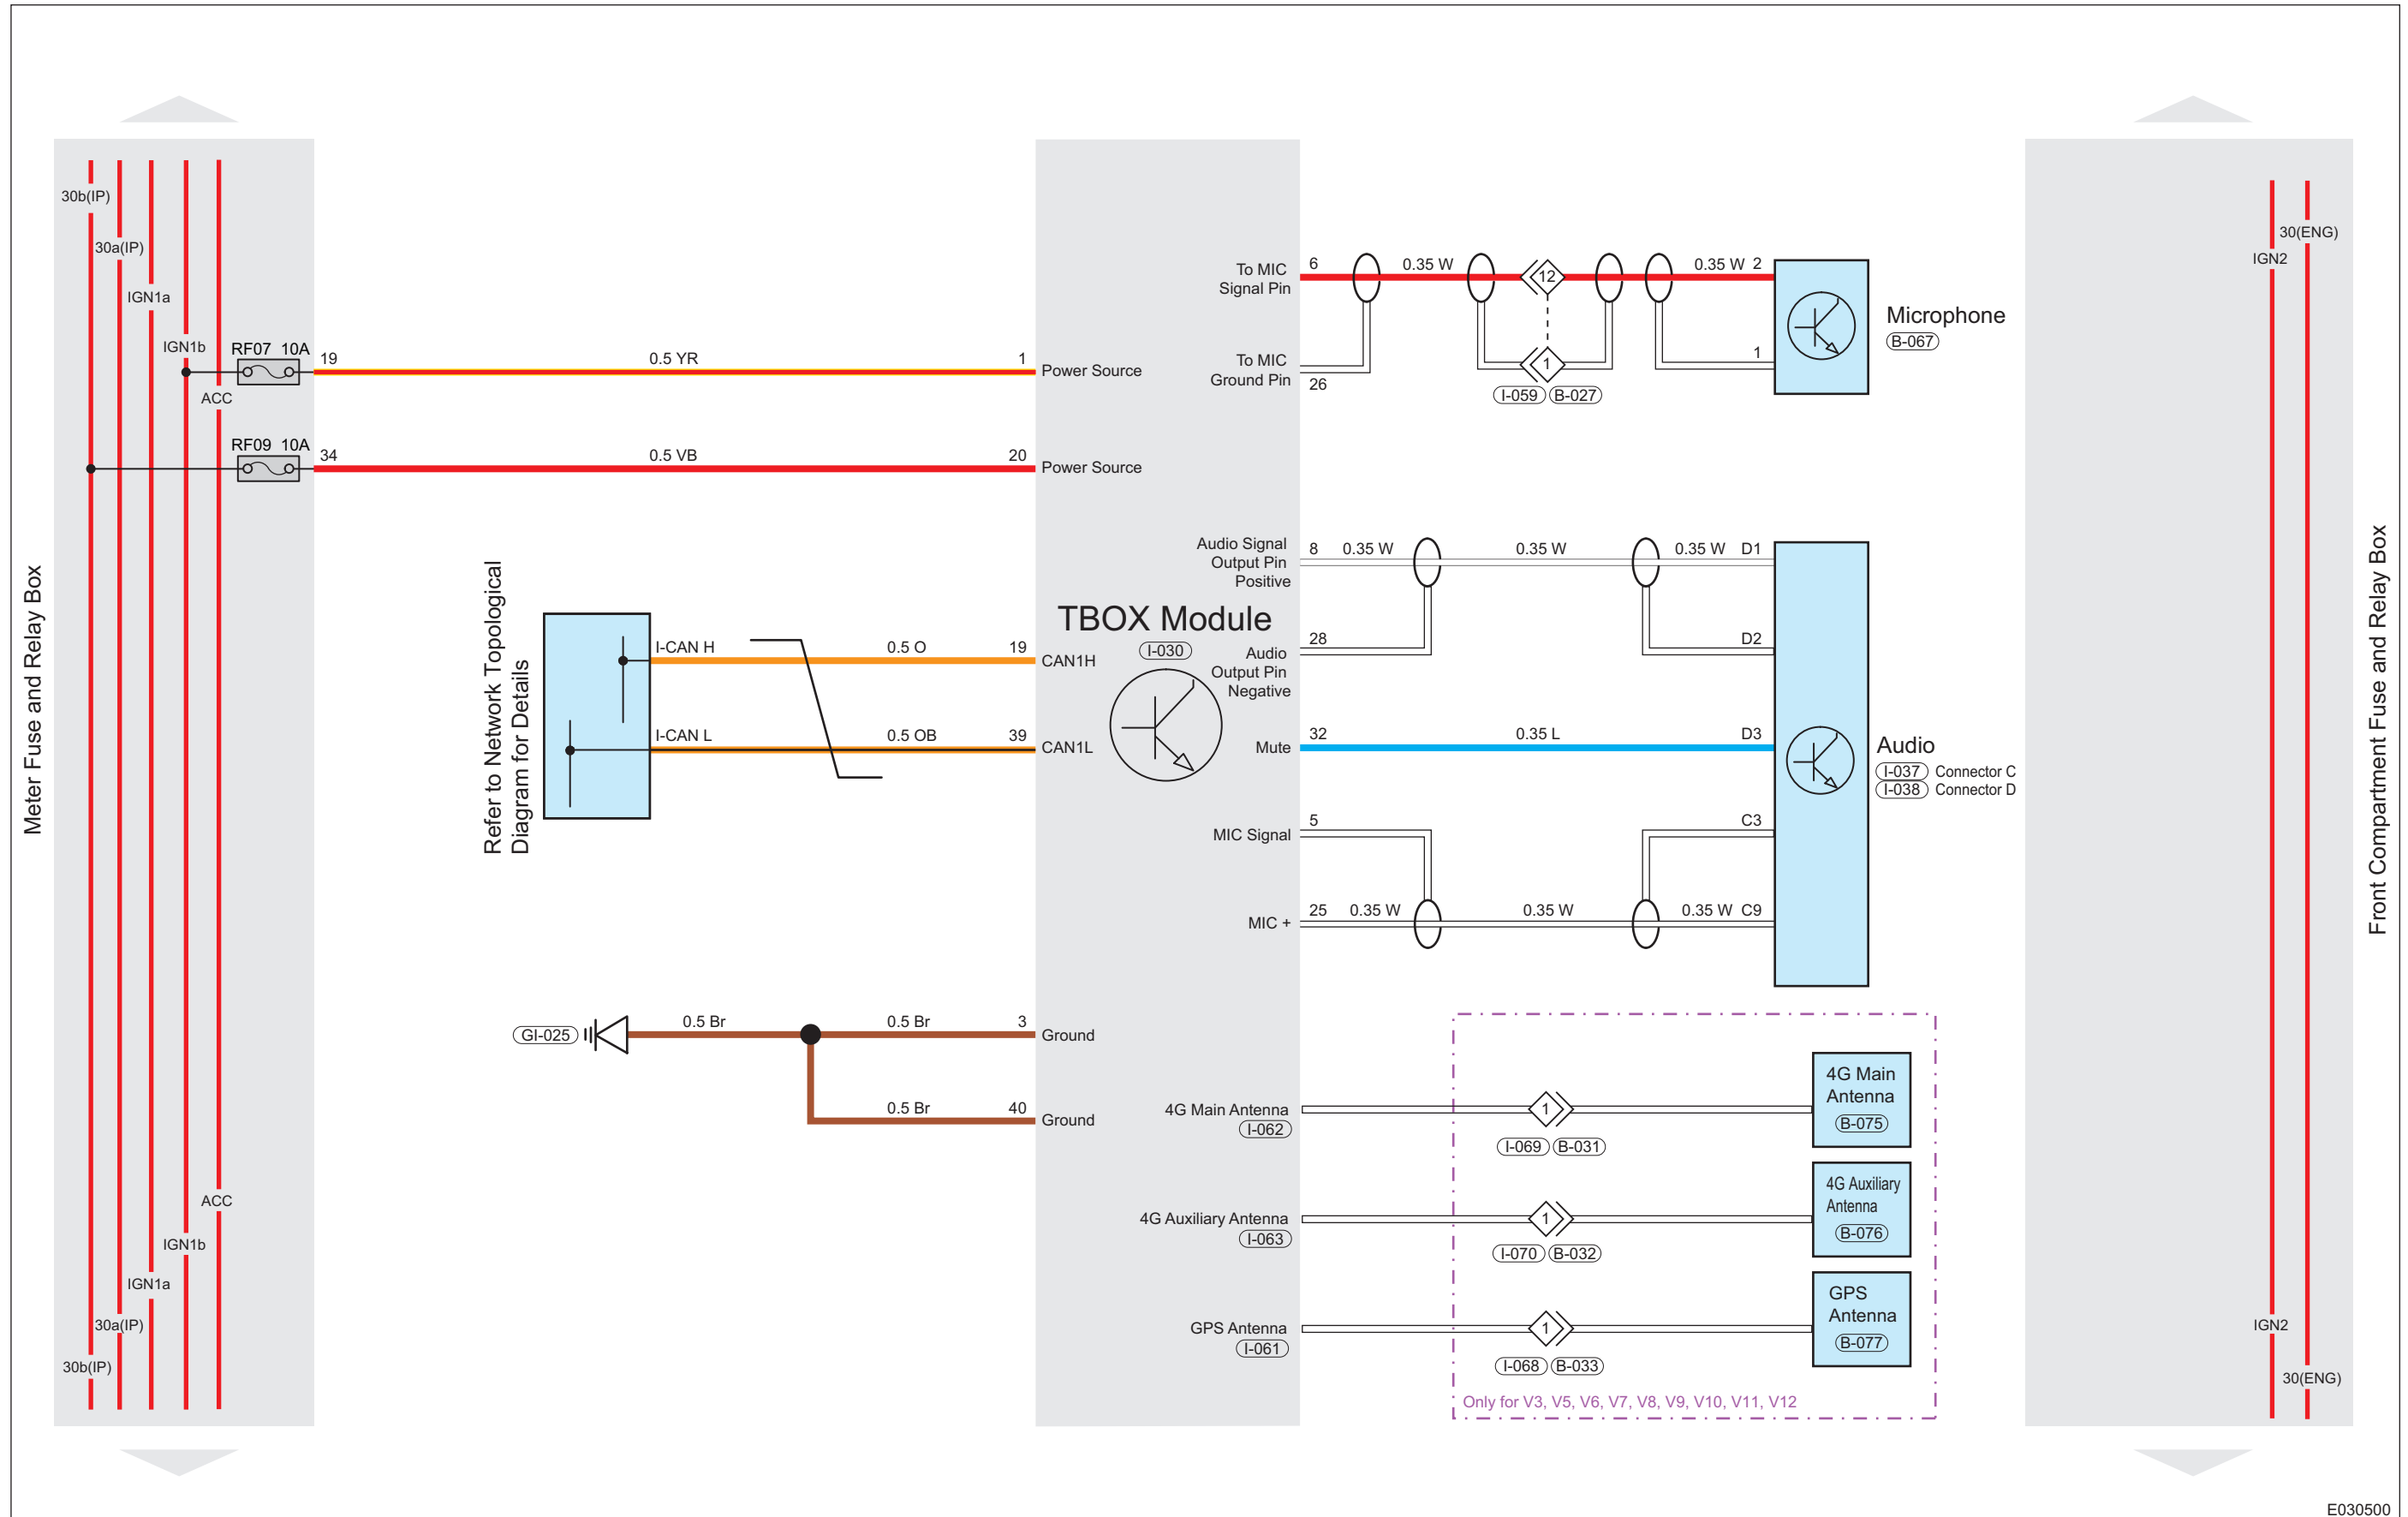 Meter Fuse and Relay Box
30b(IP)
30a(IP)
IGN1a
IGN1b
ACC
RF07 10A
19
0.5 YR
1
Power Source
RF09 10A
34
0.5 VB
20
Power Source
Refer to Network Topological
Diagram for Details
I-CAN H
0.5 O
19
CAN1H
I-CAN L
0.5 OB
39
CAN1L
GI-025
0.5 Br
0.5 Br
3
Ground
0.5 Br
40
Ground
ACC
IGN1b
IGN1a
30a(IP)
30b(IP)
TBOX Module
I-030
To MIC
Signal Pin
6
0.35 W
12
0.35 W
2
To MIC
Ground Pin
26
1
1
I-059
B-027
Microphone
B-067
Audio Signal
Output Pin
Positive
8
0.35 W
0.35 W
0.35 W
D1
Audio
Output Pin
Negative
28
D2
Mute
32
0.35 L
D3
MIC Signal
5
C3
MIC +
25
0.35 W
0.35 W
0.35 W
C9
Audio
I-037 Connector C
I-038 Connector D
4G Main Antenna
I-062
1
I-069
B-031
4G Main
Antenna
B-075
4G Auxiliary Antenna
I-063
1
I-070
B-032
4G Auxiliary
Antenna
B-076
GPS Antenna
I-061
1
I-068
B-033
GPS
Antenna
B-077
Only for V3, V5, V6, V7, V8, V9, V10, V11, V12
30(ENG)
IGN2
IGN2
30(ENG)
Front Compartment Fuse and Relay Box
E030500